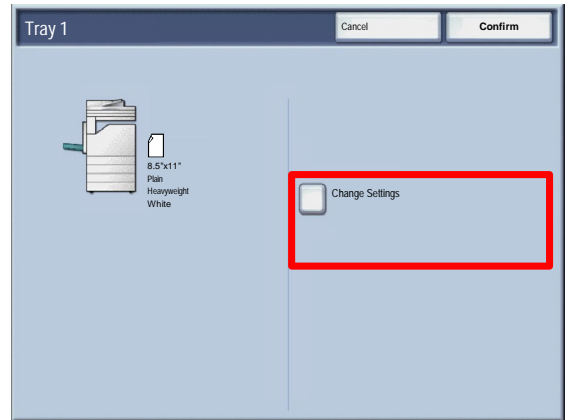 Tray 1
Cancel
Confirm
8.5"x11"
Plain
Heavyweight
White
Change Settings